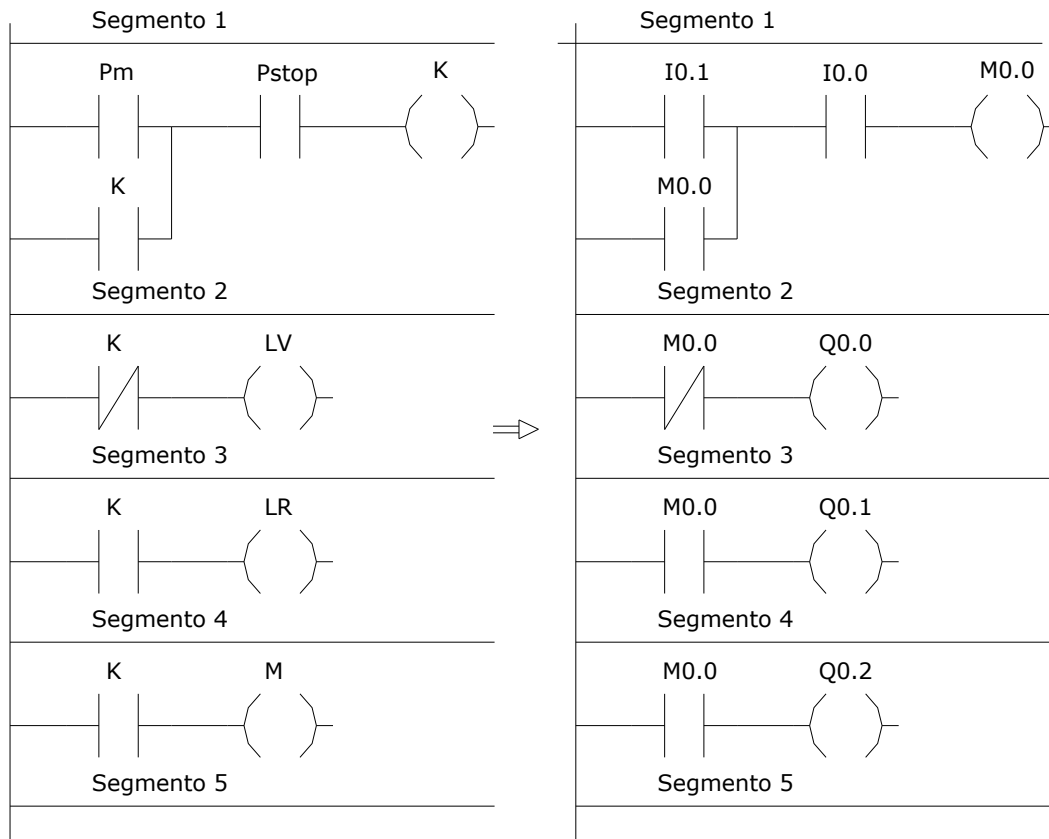 Segmento 1
Pm Pstop K
K
Segmento 2
K LV
Segmento 3
K LR
Segmento 4
K M
Segmento 5
Segmento 1
I0.1 I0.0 M0.0
M0.0
Segmento 2
M0.0 Q0.0
Segmento 3
M0.0 Q0.1
Segmento 4
M0.0 Q0.2
Segmento 5